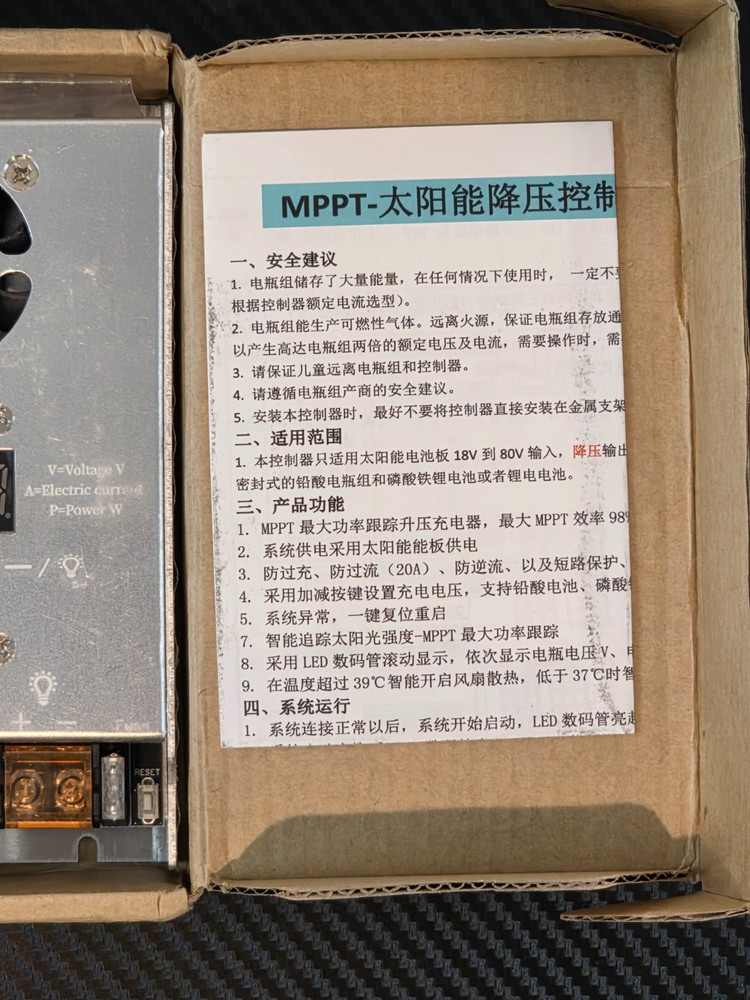 MPPT-太阳能降压控制
一、安全建议
1. 电瓶组储存了大量能量，在任何情况下使用时， 一定不要
根据控制器额定电流选型）。
2. 电瓶组能生产可燃性气体。远离火源，保证电瓶组存放通
以产生高达电瓶组两倍的额定电压及电流，需要操作时，需
3. 请保证儿童远离电瓶组和控制器。
4. 请遵循电瓶组产商的安全建议。
5. 安装本控制器时，最好不要将控制器直接安装在金属支架
二、适用范围
1. 本控制器只适用太阳能电池板 18V 到 80V 输入，降压输出
密封式的铅酸电瓶组和磷酸铁锂电池或者锂电电池。
三、产品功能
1. MPPT 最大功率跟踪升压充电器，最大 MPPT 效率 98%
2. 系统供电采用太阳能能板供电
3. 防过充、防过流（20A）、防逆流、以及短路保护、
4. 采用加减按键设置充电电压，支持铅酸电池、磷酸
5. 系统异常，一键复位重启
7. 智能追踪太阳光强度-MPPT 最大功率跟踪
8. 采用 LED 数码管滚动显示，依次显示电瓶电压 V、电
9. 在温度超过 39℃智能开启风扇散热，低于 37℃时智
四、系统运行
1. 系统连接正常以后，系统开始启动，LED 数码管亮起
V=Voltage V
A=Electric current
P=Power W
− / 
+ −
RESET